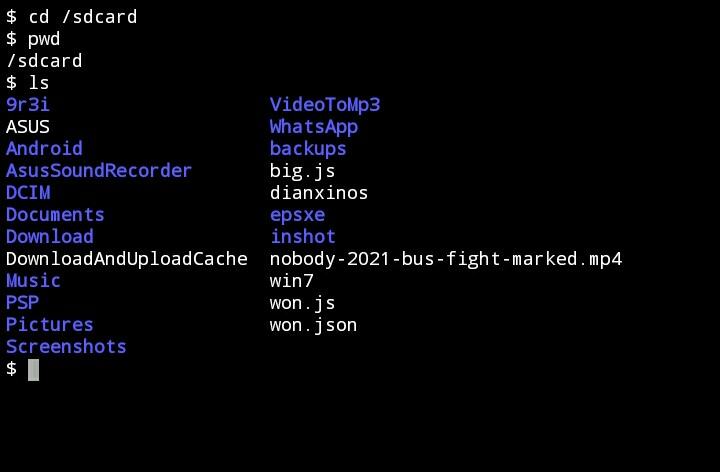 $ cd /sdcard
$ pwd
/sdcard
$ ls
9r3i VideoToMp3
ASUS WhatsApp
Android backups
AsusSoundRecorder big.js
DCIM dianxinos
Documents epsxe
Download inshot
DownloadAndUploadCache nobody-2021-bus-fight-marked.mp4
Music win7
PSP won.js
Pictures won.json
Screenshots
$